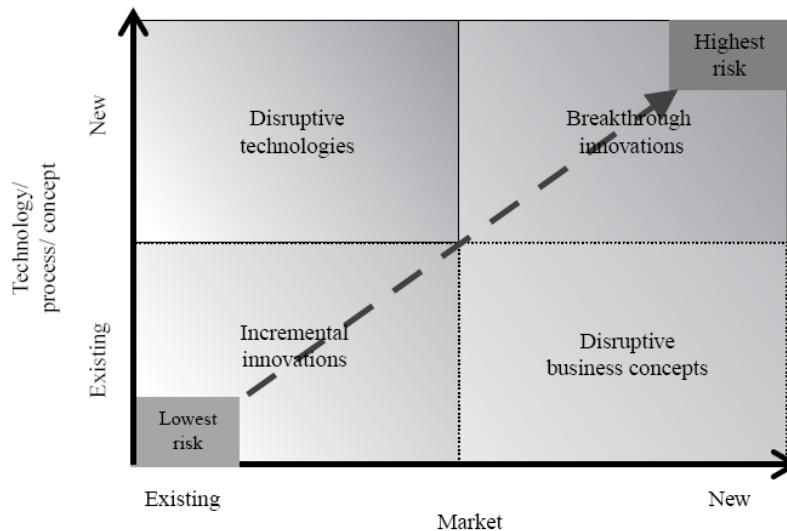 Highest
risk
New
Disruptive
technologies
Breakthrough
innovations
Technology/
process/ concept
Existing
Incremental
innovations
Disruptive
business concepts
Lowest
risk
Existing
New
Market